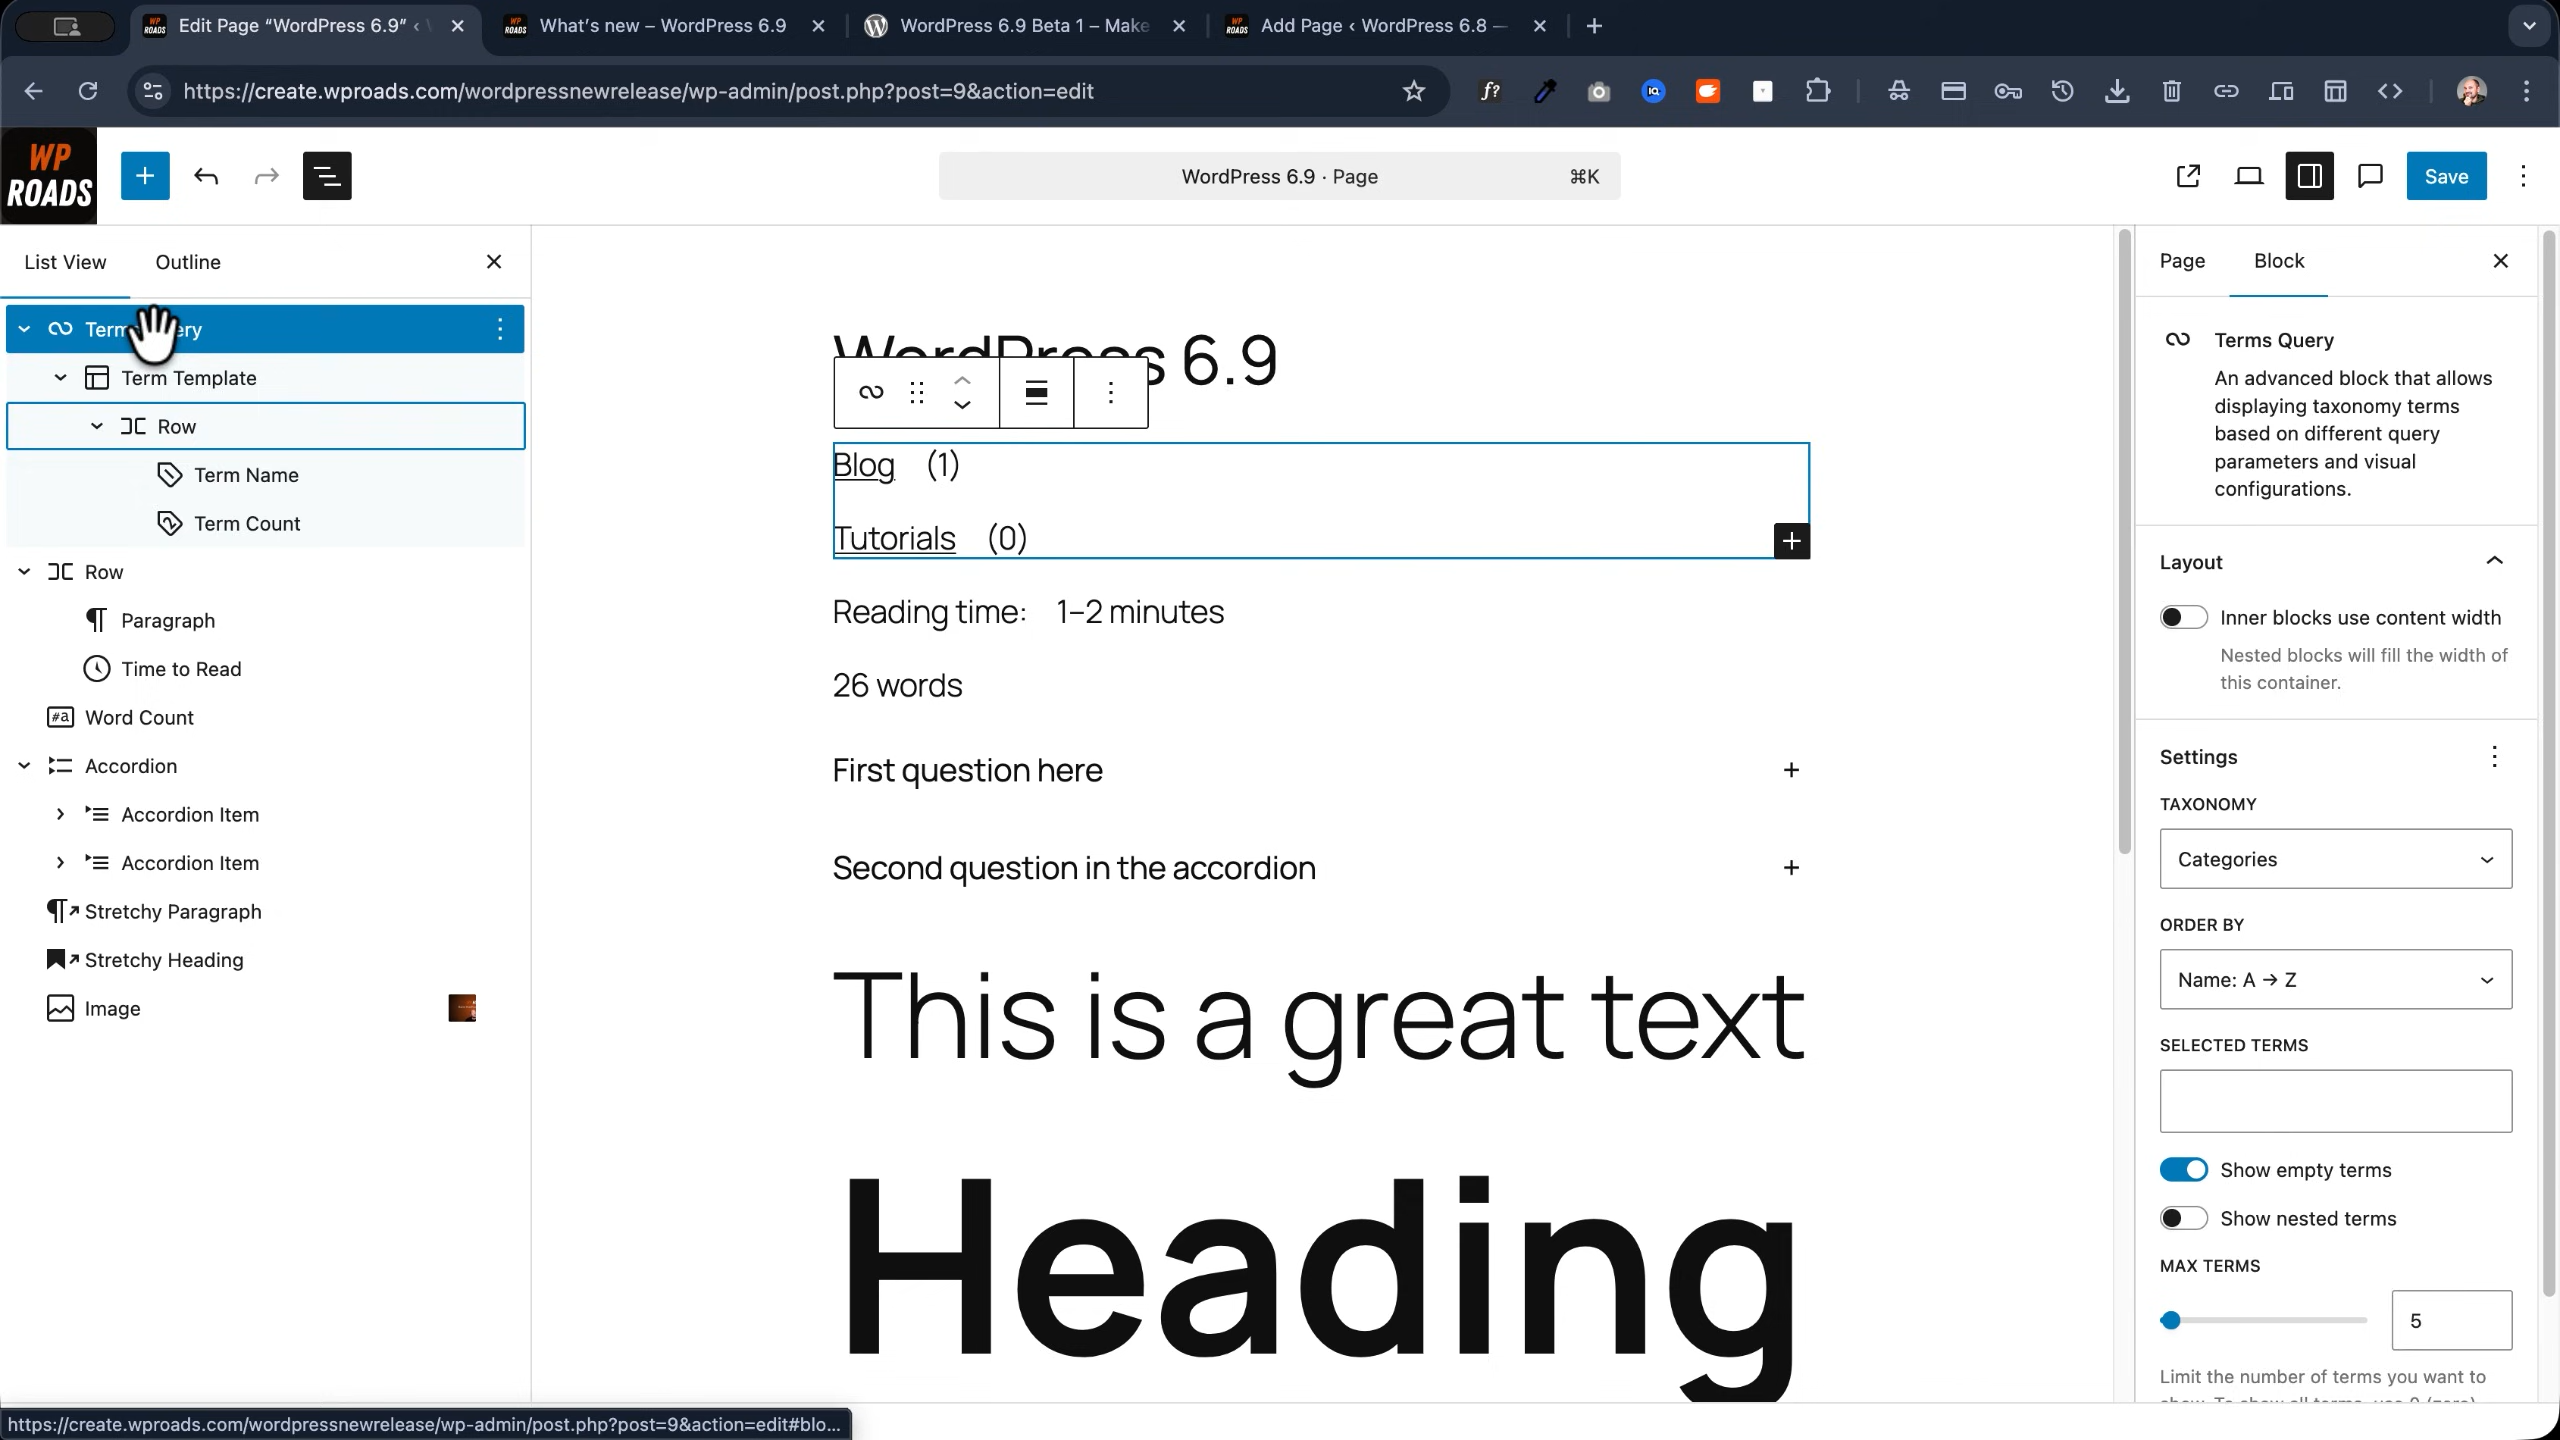 Edit Page “WordPress 6.9” ‹
What’s new – WordPress 6.9
WordPress 6.9 Beta 1 – Make
Add Page ‹ WordPress 6.8 —
https://create.wproads.com/wordpressnewrelease/wp-admin/post.php?post=9&action=edit
WP
ROADS
WordPress 6.9 · Page
⌘K
Save
List View
Outline
Page
Block
Term Template
Row
Term Name
Term Count
Row
Paragraph
Time to Read
Word Count
Accordion
Accordion Item
Accordion Item
Stretchy Paragraph
Stretchy Heading
Image
WordPress 6.9
Blog (1)
Tutorials (0)
Reading time: 1–2 minutes
26 words
First question here
Second question in the accordion
This is a great text
Heading
Terms Query
An advanced block that allows
displaying taxonomy terms
based on different query
parameters and visual
configurations.
Layout
Inner blocks use content width
Nested blocks will fill the width of
this container.
Settings
TAXONOMY
Categories
ORDER BY
Name: A → Z
SELECTED TERMS
Show empty terms
Show nested terms
MAX TERMS
5
Limit the number of terms you want to
https://create.wproads.com/wordpressnewrelease/wp-admin/post.php?post=9&action=edit#blo...